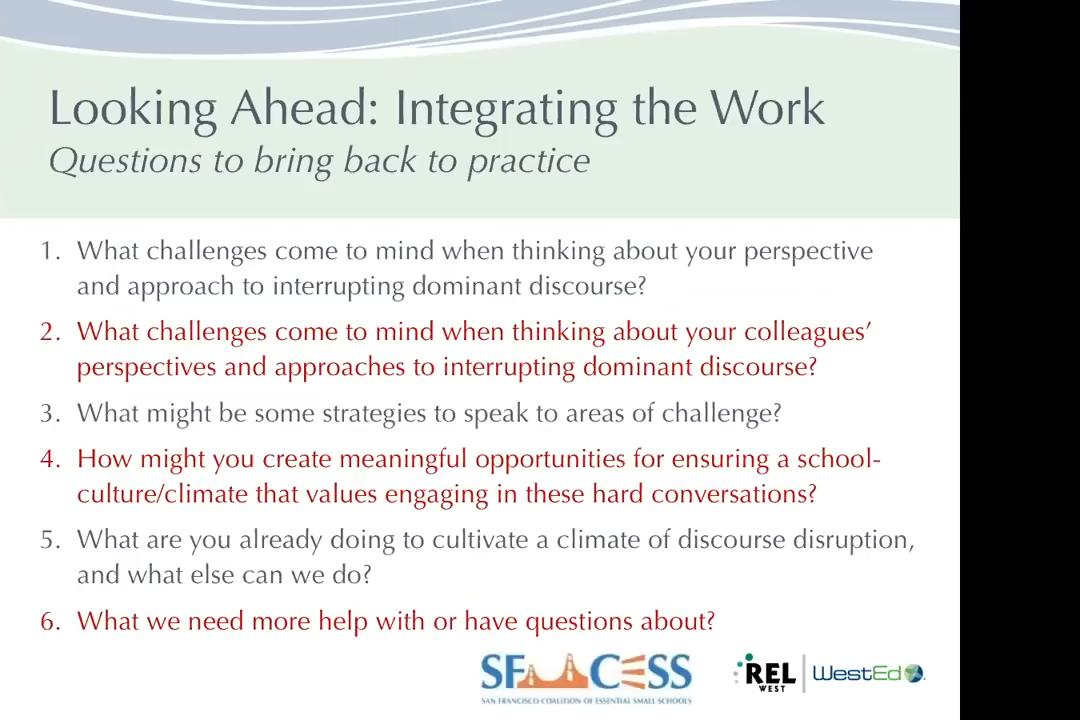 Looking Ahead: Integrating the Work
Questions to bring back to practice
1. What challenges come to mind when thinking about your perspective
and approach to interrupting dominant discourse?
2. What challenges come to mind when thinking about your colleagues’
perspectives and approaches to interrupting dominant discourse?
3. What might be some strategies to speak to areas of challenge?
4. How might you create meaningful opportunities for ensuring a school-
culture/climate that values engaging in these hard conversations?
5. What are you already doing to cultivate a climate of discourse disruption,
and what else can we do?
6. What we need more help with or have questions about?
SF CESS
SAN FRANCISCO COALITION OF ESSENTIAL SMALL SCHOOLS
REL
WEST
WestEd